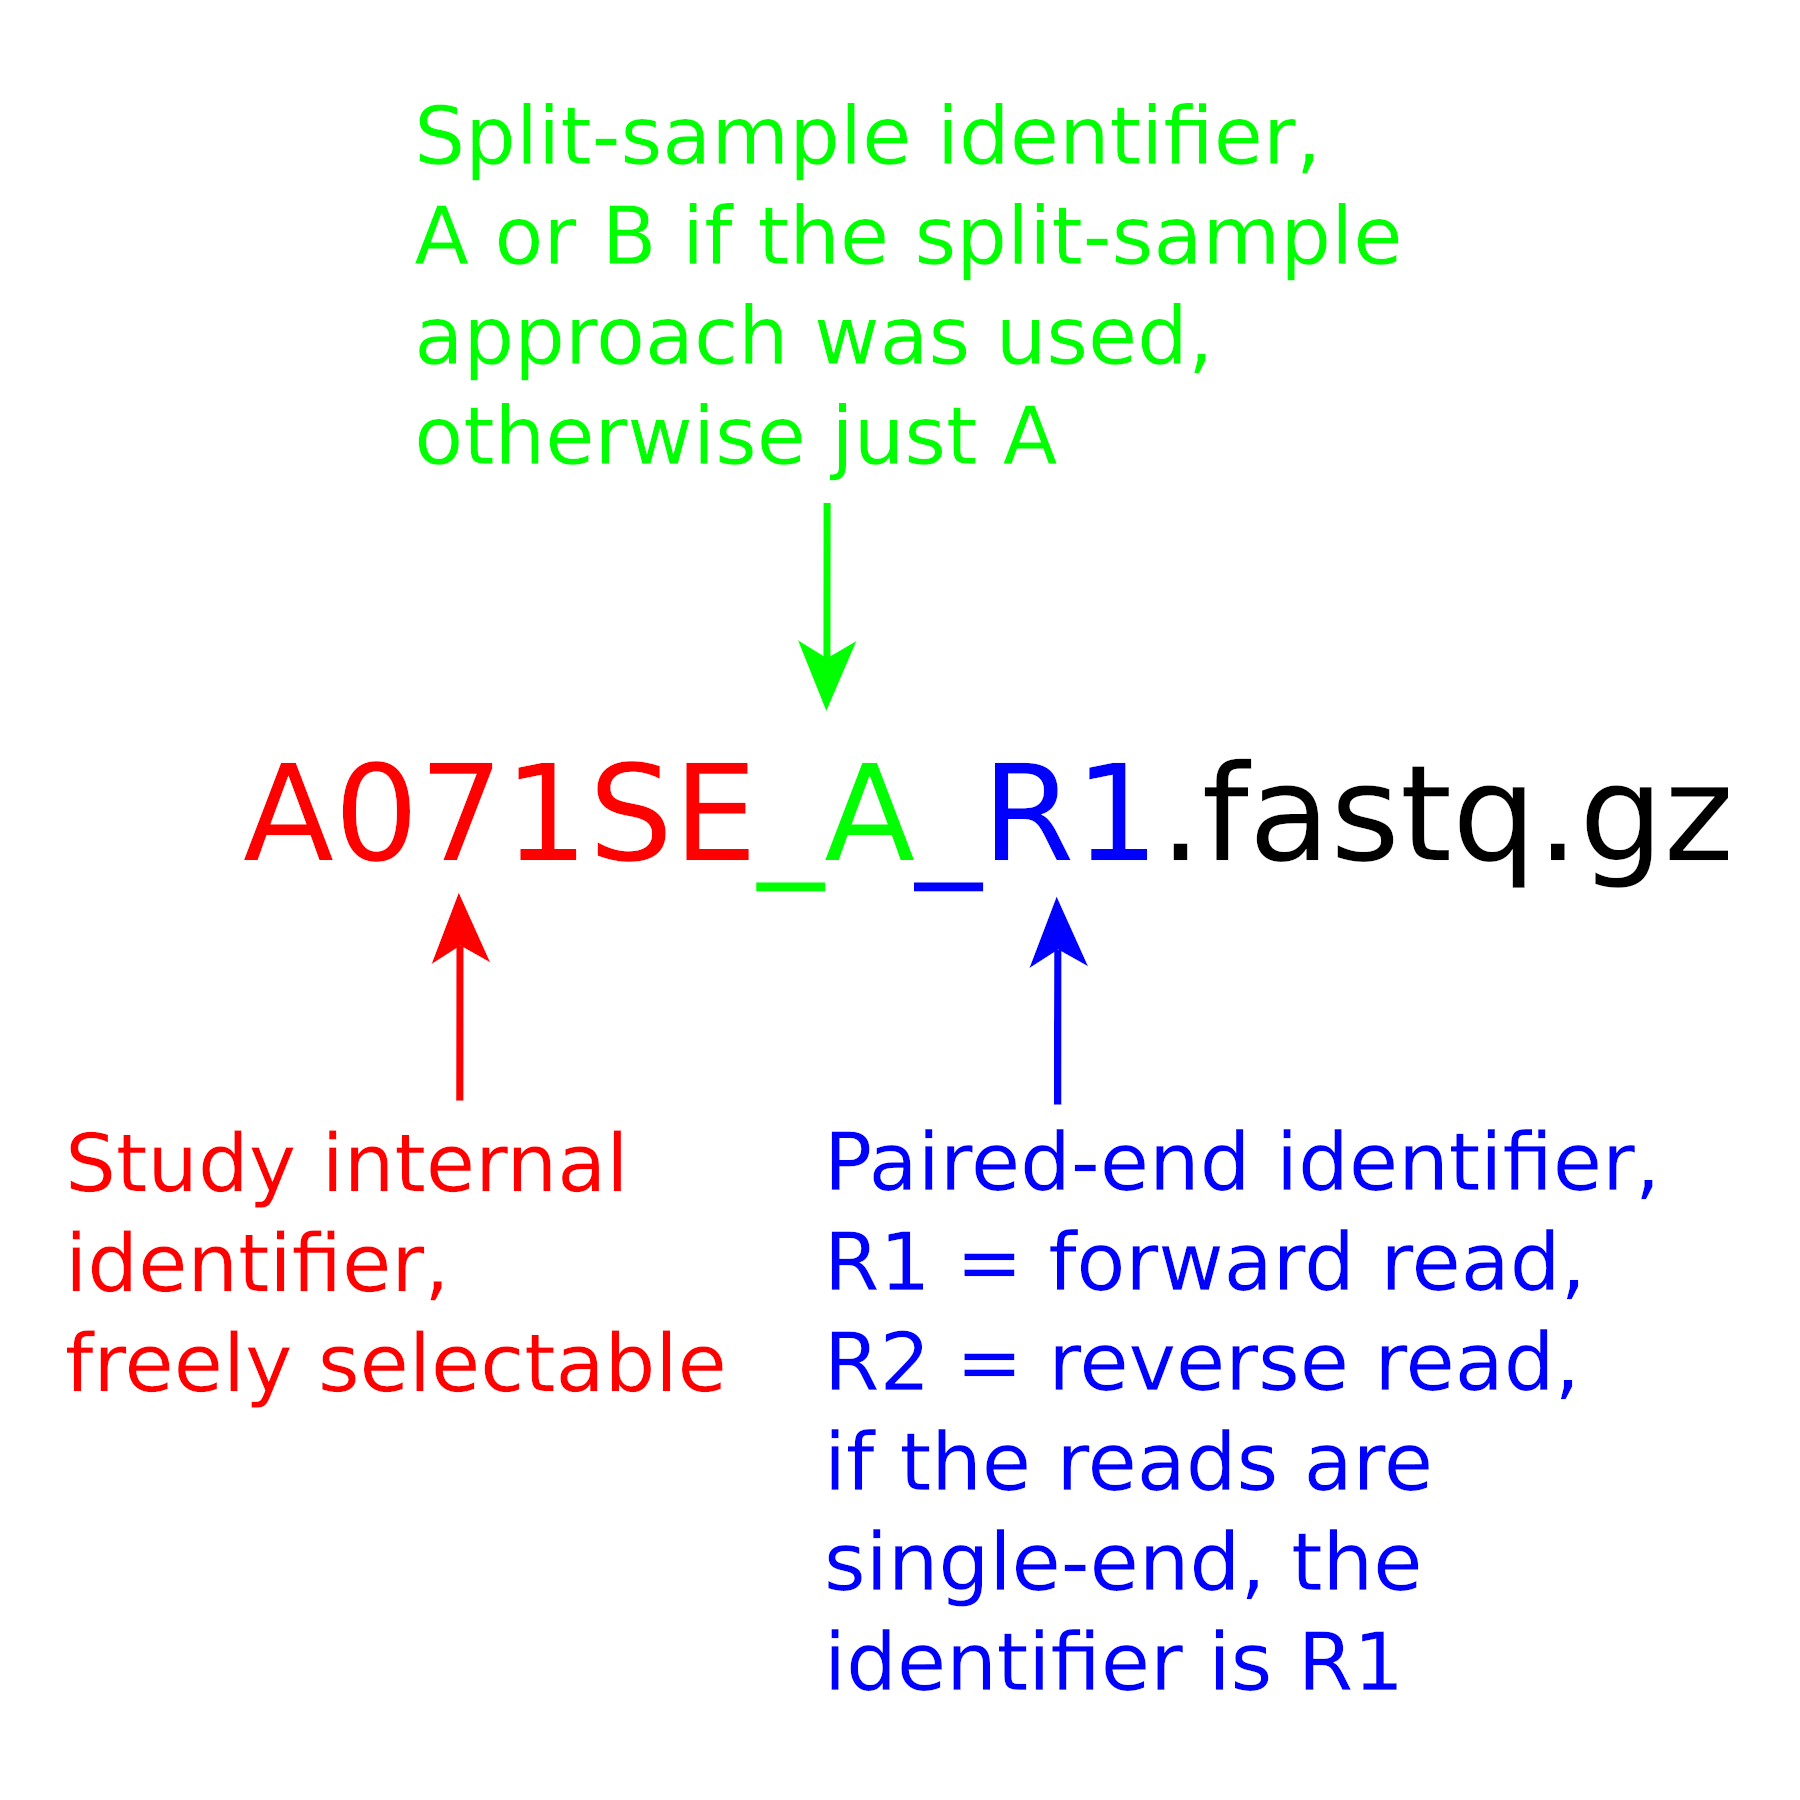 Split-sample identifier,
A or B if the split-sample
approach was used,
otherwise just A
A071SE_A_R1.fastq.gz
Study internal
identifier,
freely selectable
Paired-end identifier,
R1 = forward read,
R2 = reverse read,
if the reads are
single-end, the
identifier is R1